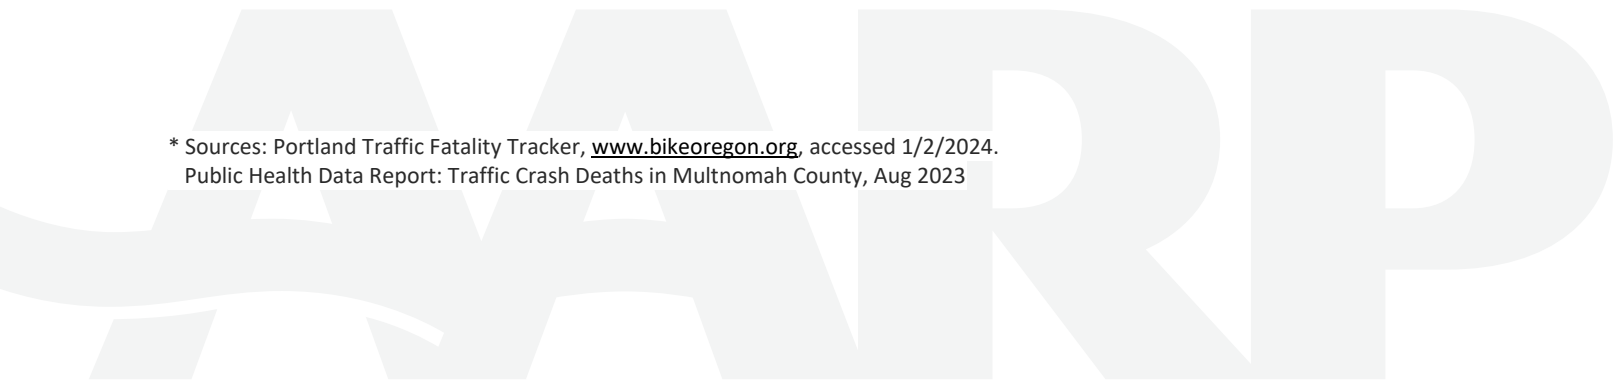 AARP
* Sources: Portland Traffic Fatality Tracker, www.bikeoregon.org, accessed 1/2/2024.
Public Health Data Report: Traffic Crash Deaths in Multnomah County, Aug 2023